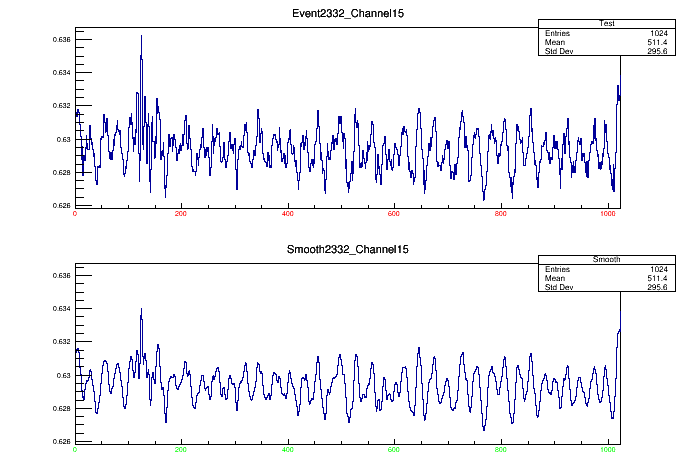 Event2332_Channel15
Test
Entries 1024
Mean 511.4
Std Dev 295.6
0.636
0.634
0.632
0.63
0.628
0.626
0 200 400 600 800 1000
Smooth2332_Channel15
Smooth
Entries 1024
Mean 511.4
Std Dev 295.6
0.636
0.634
0.632
0.63
0.628
0.626
0 200 400 600 800 1000